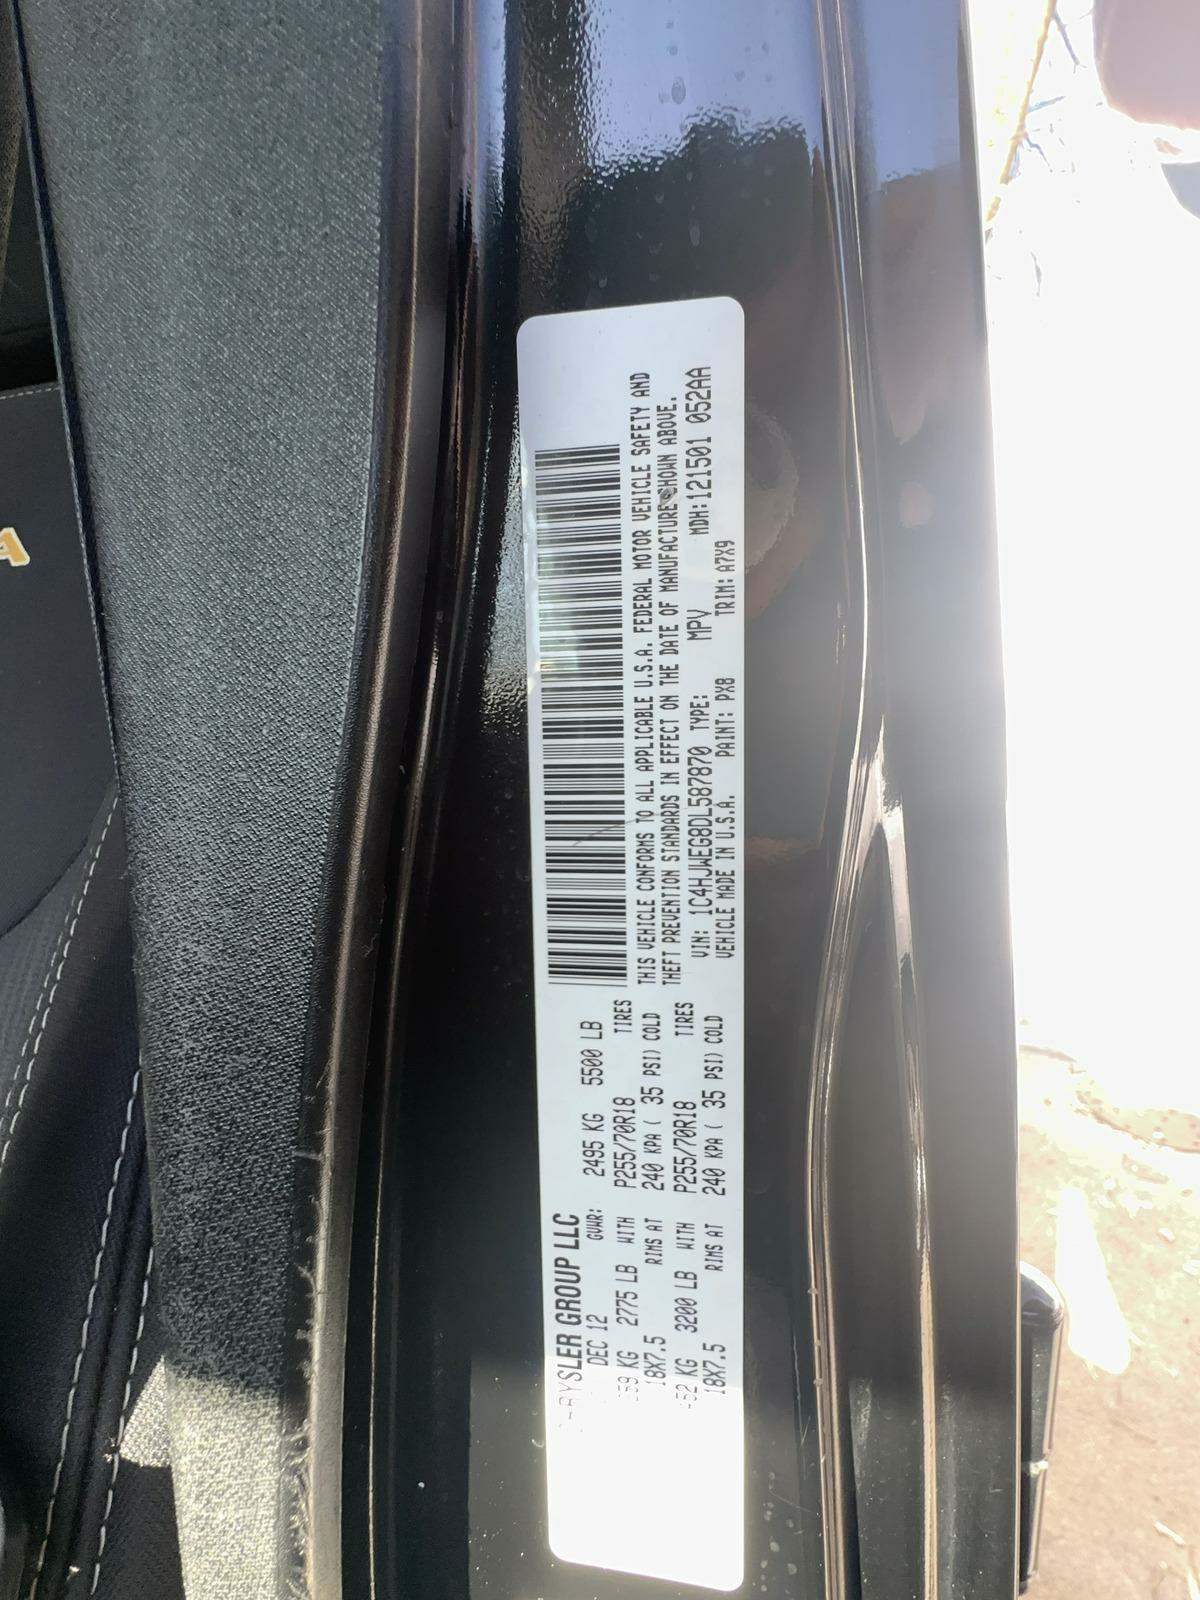 CHRYSLER GROUP LLC
DEC 12 GVWR: 2495 KG 5500 LB
KG 2775 LB WITH P255/70R18 TIRES
18X7.5 RIMS AT 240 KPA ( 35 PSI) COLD
KG 3200 LB WITH P255/70R18 TIRES
18X7.5 RIMS AT 240 KPA ( 35 PSI) COLD
THIS VEHICLE CONFORMS TO ALL APPLICABLE U.S.A. FEDERAL MOTOR VEHICLE SAFETY AND
THEFT PREVENTION STANDARDS IN EFFECT ON THE DATE OF MANUFACTURE SHOWN ABOVE.
VIN: 1C4HJWEG8DL587870 TYPE: MPV MDH:121501 052AA
VEHICLE MADE IN U.S.A. PAINT: PX8 TRIM: A7X9
A